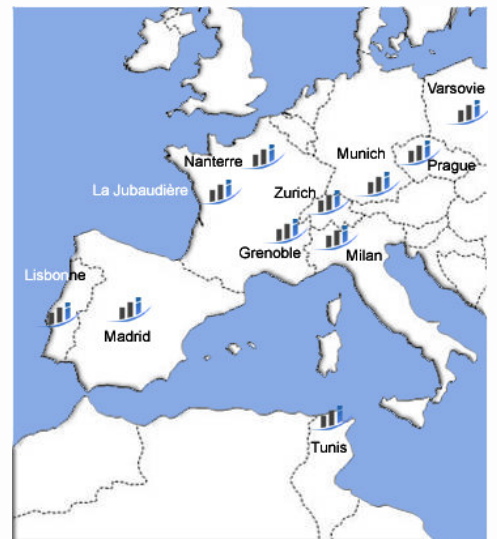 Varsovie
Nanterre
Munich
Prague
La Jubaudière
Zurich
Grenoble
Milan
Lisbonne
Madrid
Tunis